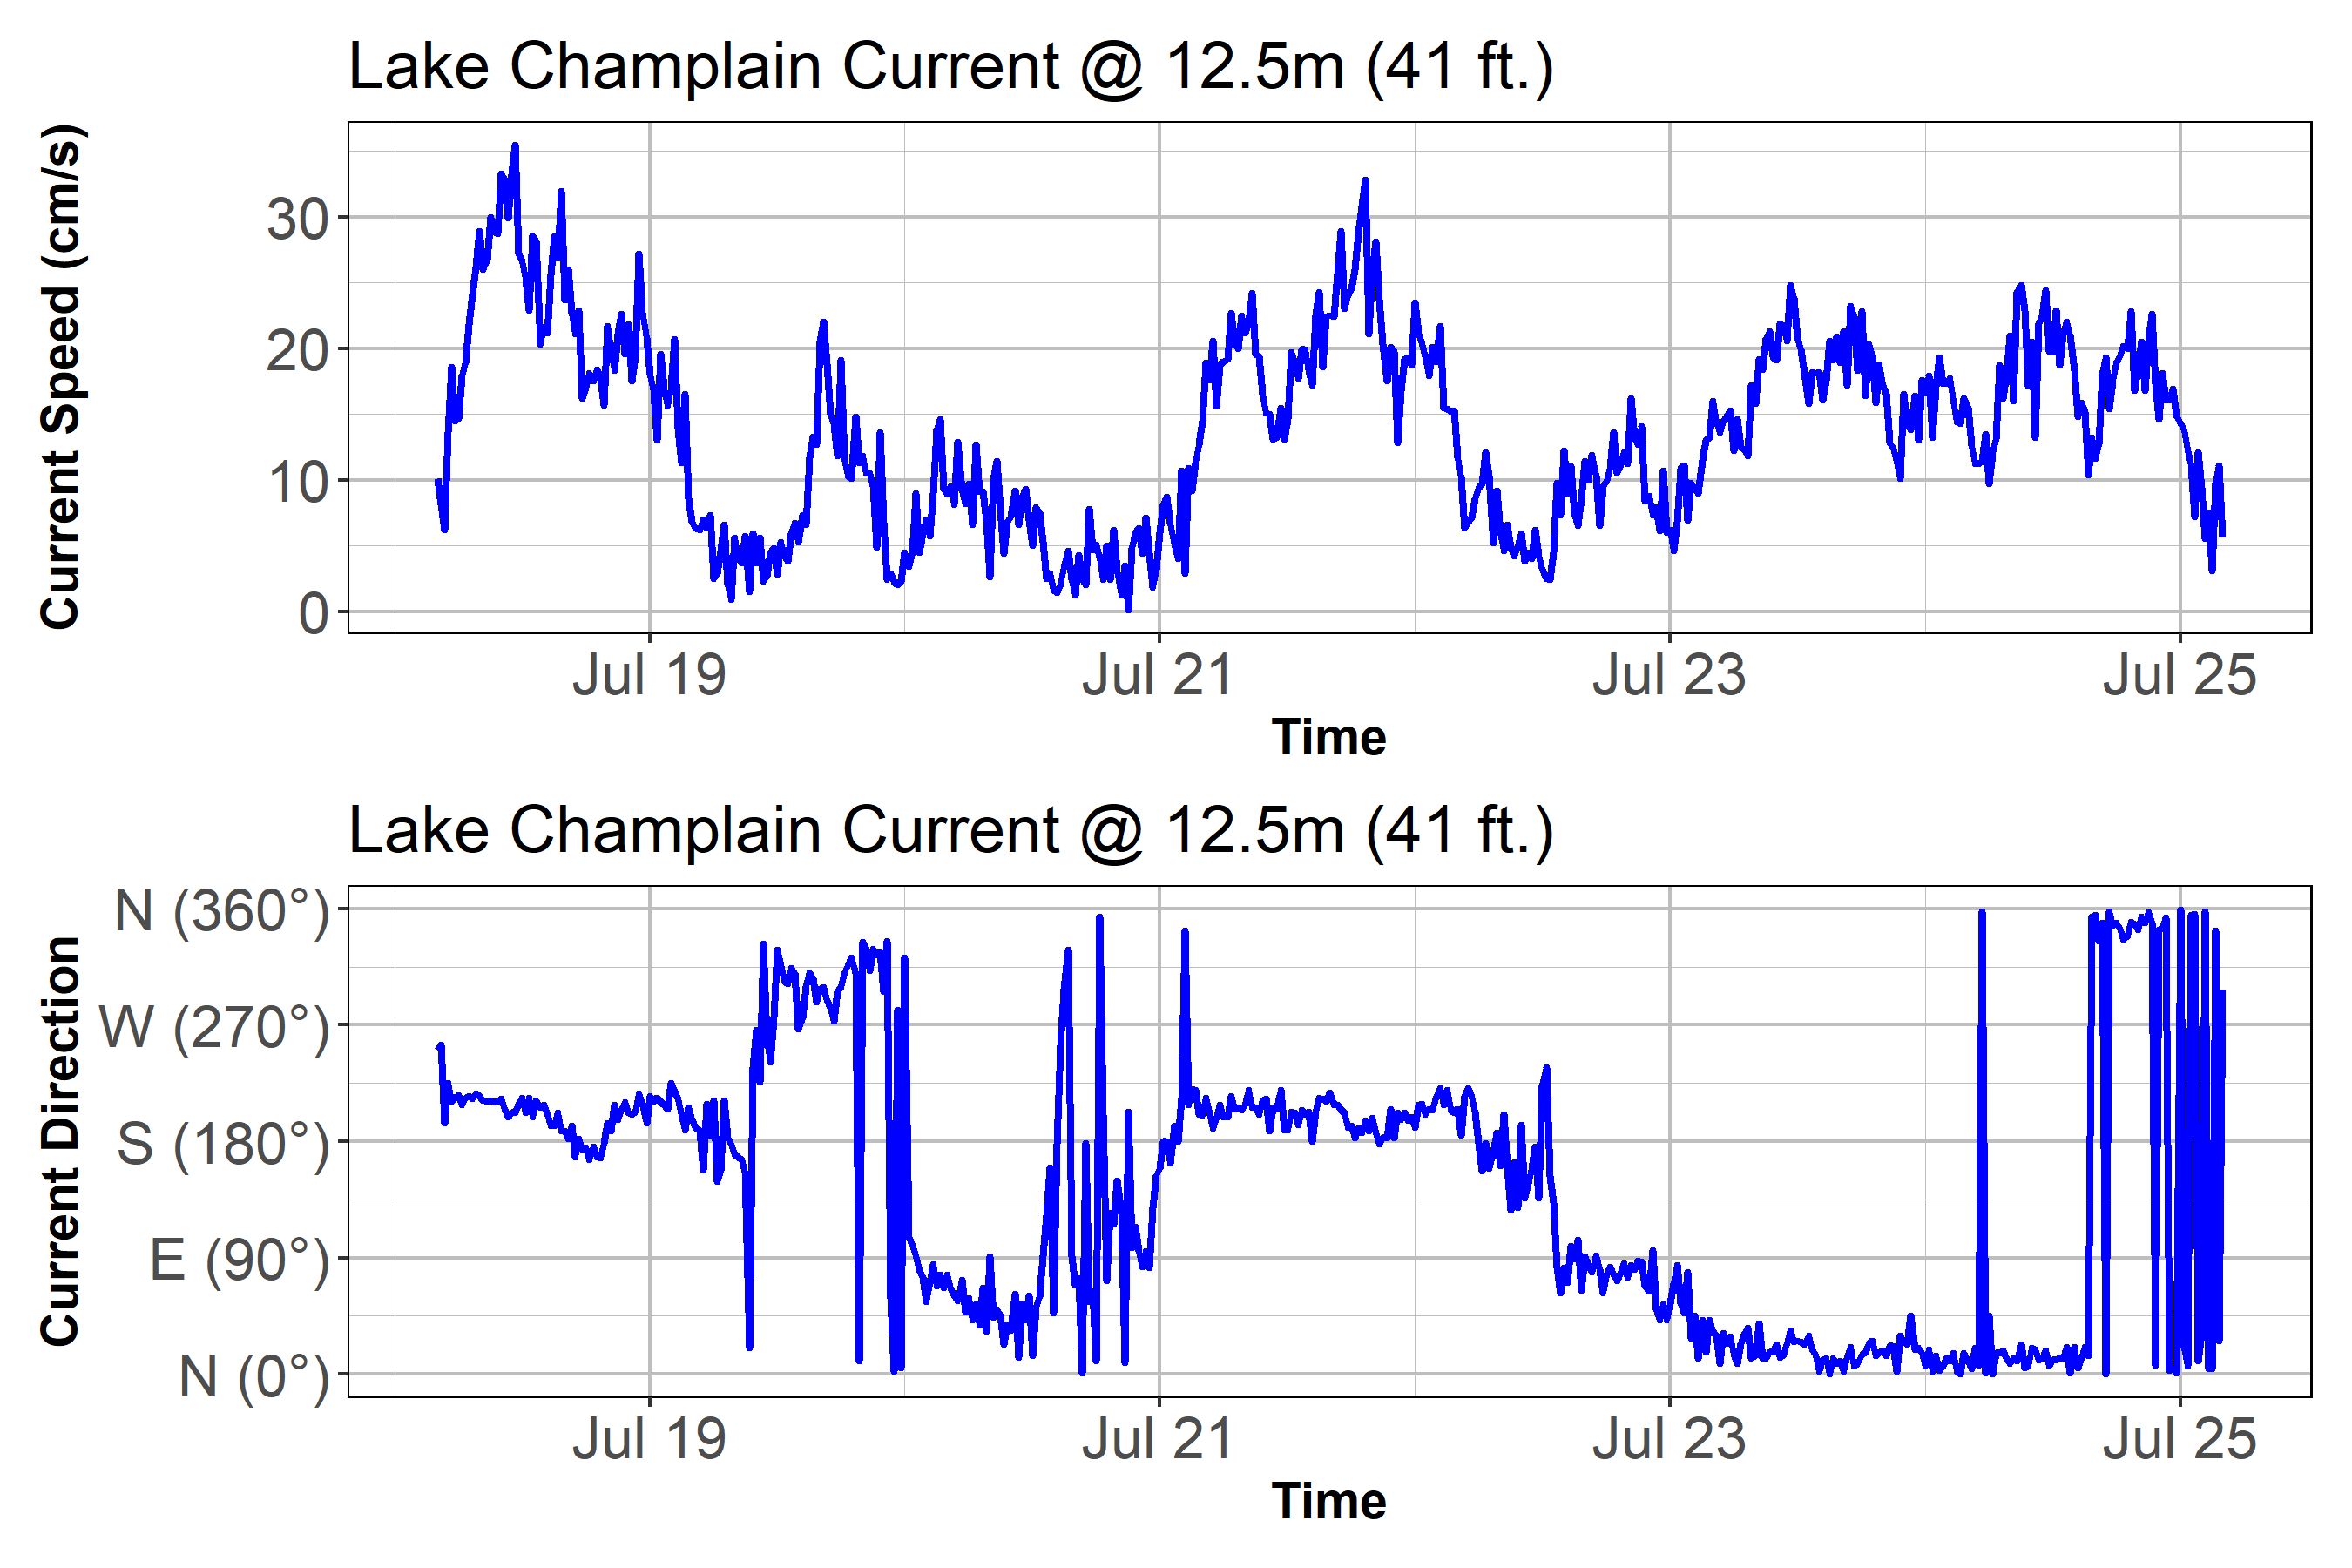 Lake Champlain Current @ 12.5m (41 ft.)
Current Speed (cm/s)
30
20
10
0
Jul 19 Jul 21 Jul 23 Jul 25
Time
Lake Champlain Current @ 12.5m (41 ft.)
Current Direction
N (360°)
W (270°)
S (180°)
E (90°)
N (0°)
Jul 19 Jul 21 Jul 23 Jul 25
Time